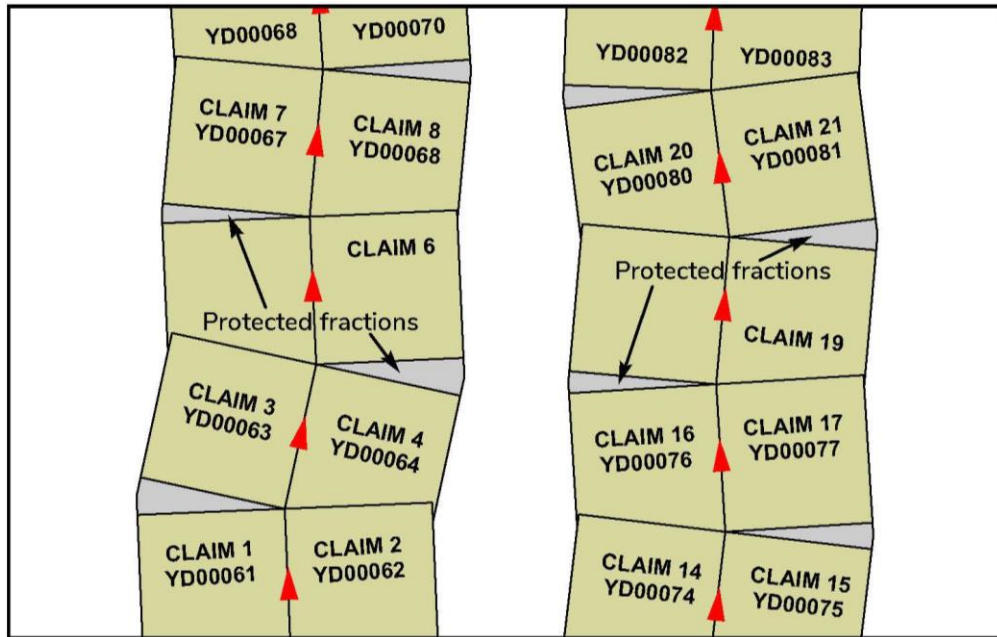 YD00068
YD00070
CLAIM 7
YD00067
CLAIM 8
YD00068
CLAIM 6
Protected fractions
CLAIM 3
YD00063
CLAIM 4
YD00064
CLAIM 1
YD00061
CLAIM 2
YD00062
YD00082
YD00083
CLAIM 20
YD00080
CLAIM 21
YD00081
Protected fractions
CLAIM 19
CLAIM 16
YD00076
CLAIM 17
YD00077
CLAIM 14
YD00074
CLAIM 15
YD00075